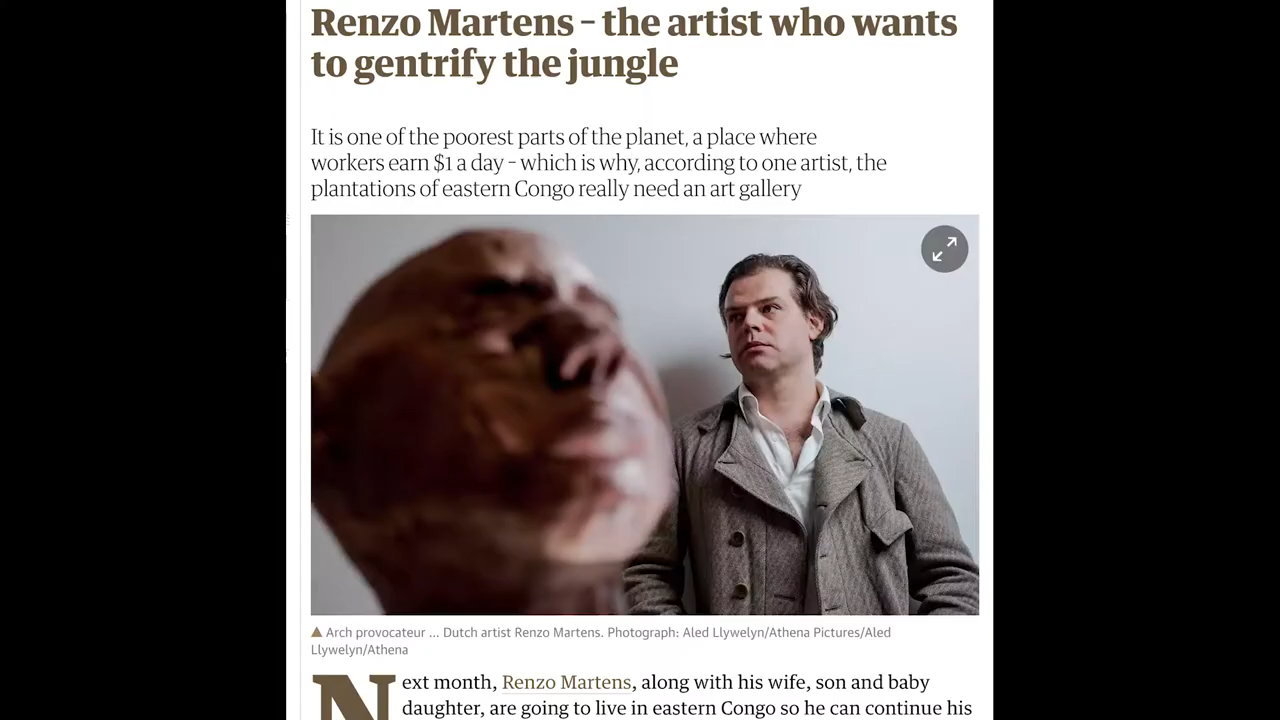 Renzo Martens – the artist who wants
to gentrify the jungle
It is one of the poorest parts of the planet, a place where
workers earn $1 a day – which is why, according to one artist, the
plantations of eastern Congo really need an art gallery
▲ Arch provocateur ... Dutch artist Renzo Martens. Photograph: Aled Llywelyn/Athena Pictures/Aled
Llywelyn/Athena
Next month, Renzo Martens, along with his wife, son and baby
daughter, are going to live in eastern Congo so he can continue his